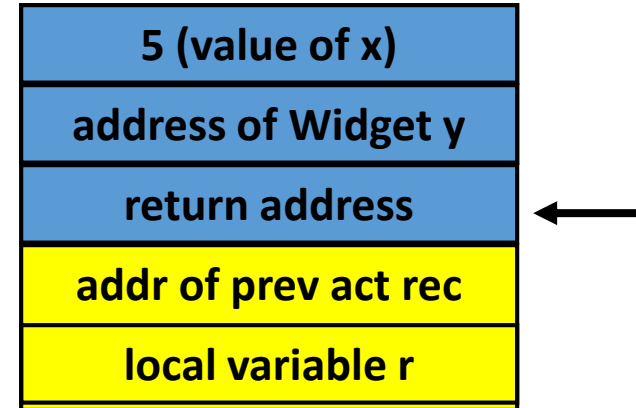 5 (value of x)
address of Widget y
return address
addr of prev act rec
local variable r